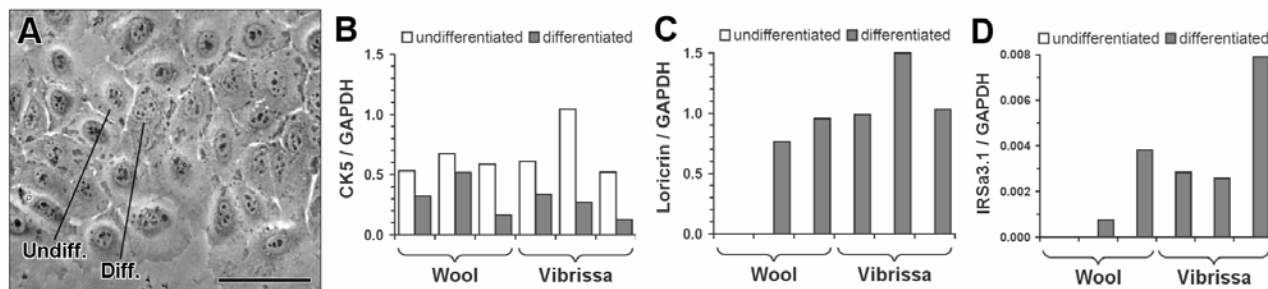 A
Undiff.
Diff.
B
undifferentiated differentiated
CK5 / GAPDH
1.5
1.0
0.5
0.0
Wool Vibrissa
C
undifferentiated differentiated
Loricrin / GAPDH
1.5
1.0
0.5
0.0
Wool Vibrissa
D
undifferentiated differentiated
IRSa3.1 / GAPDH
0.008
0.006
0.004
0.002
0.000
Wool Vibrissa